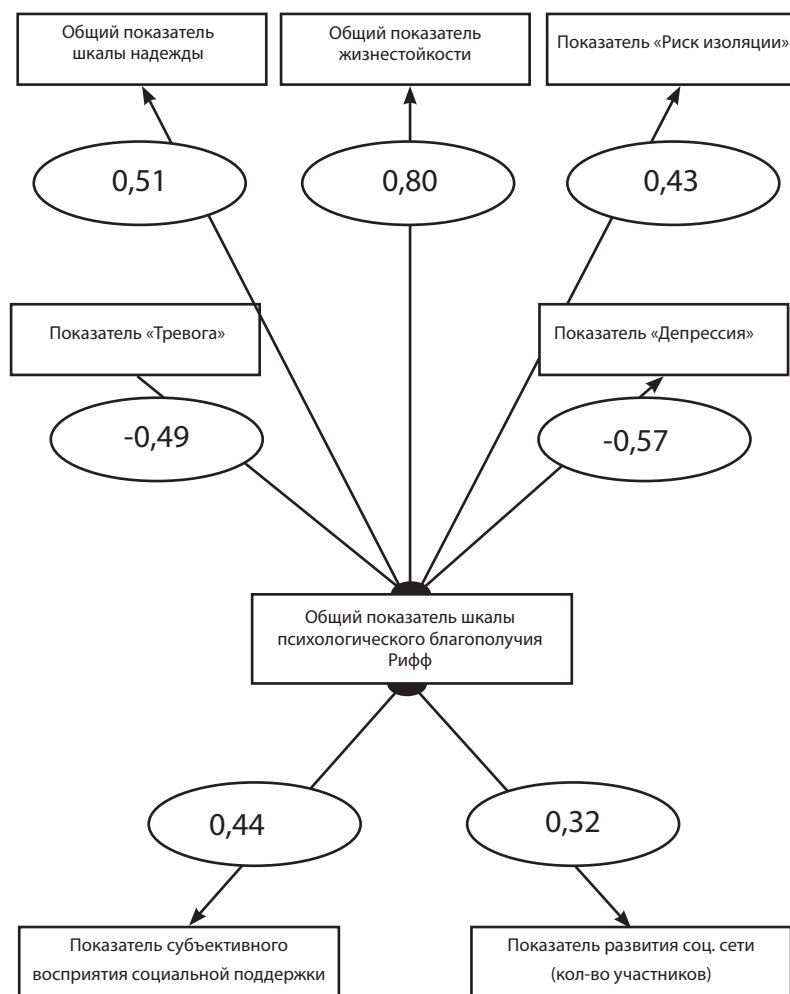 Общий показатель
шкалы надежды
Общий показатель
жизнестойкости
Показатель «Риск изоляции»
0,51
0,80
0,43
Показатель «Тревога»
Показатель «Депрессия»
-0,49
-0,57
Общий показатель шкалы
психологического благополучия
Рифф
0,44
0,32
Показатель субъективного
восприятия социальной поддержки
Показатель развития соц. сети
(кол-во участников)